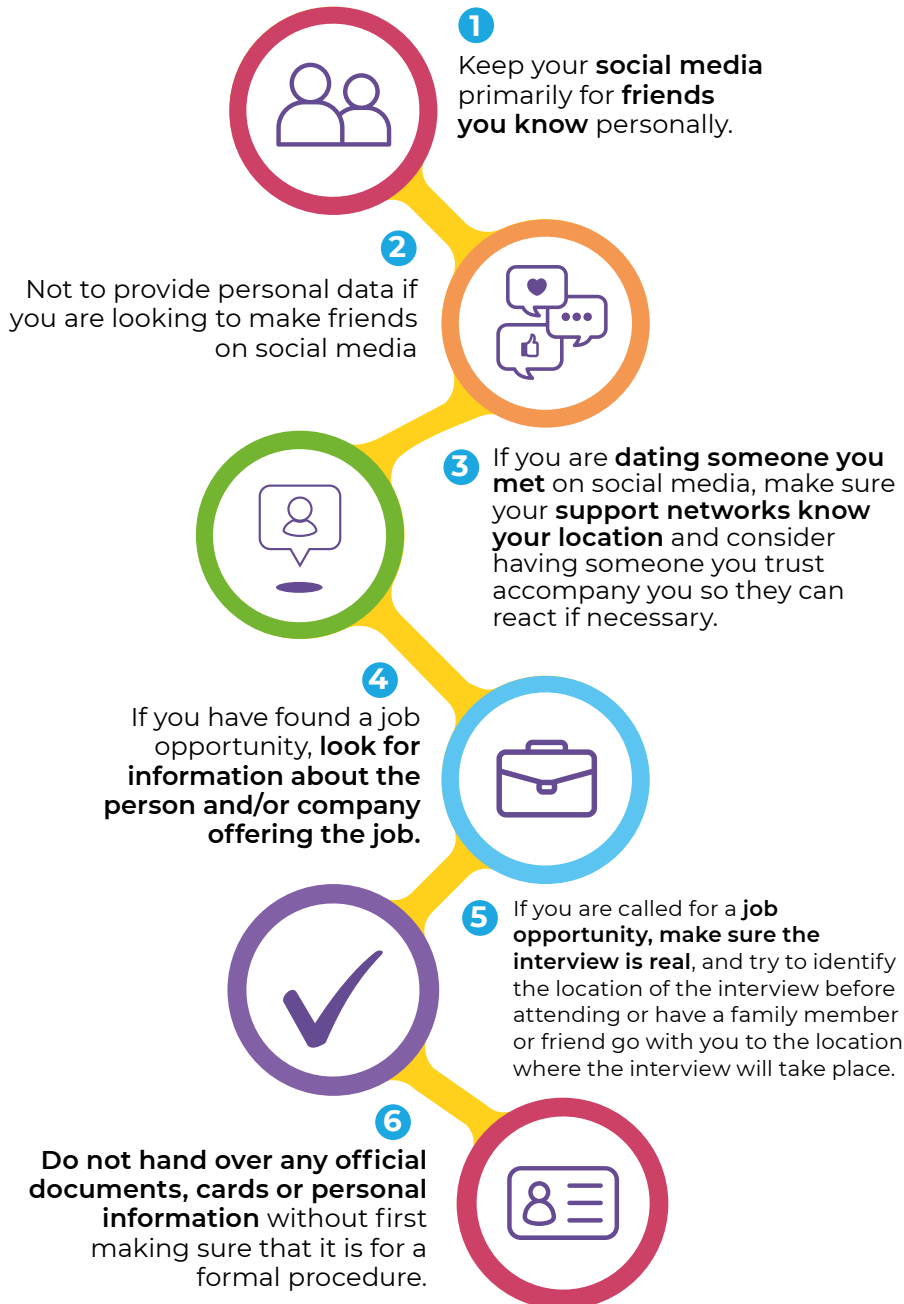 1
Keep your social media
primarily for friends
you know personally.
2
Not to provide personal data if
you are looking to make friends
on social media
3
If you are dating someone you
met on social media, make sure
your support networks know
your location and consider
having someone you trust
accompany you so they can
react if necessary.
4
If you have found a job
opportunity, look for
information about the
person and/or company
offering the job.
5
If you are called for a job
opportunity, make sure the
interview is real, and try to identify
the location of the interview before
attending or have a family member
or friend go with you to the location
where the interview will take place.
6
Do not hand over any official
documents, cards or personal
information without first
making sure that it is for a
formal procedure.